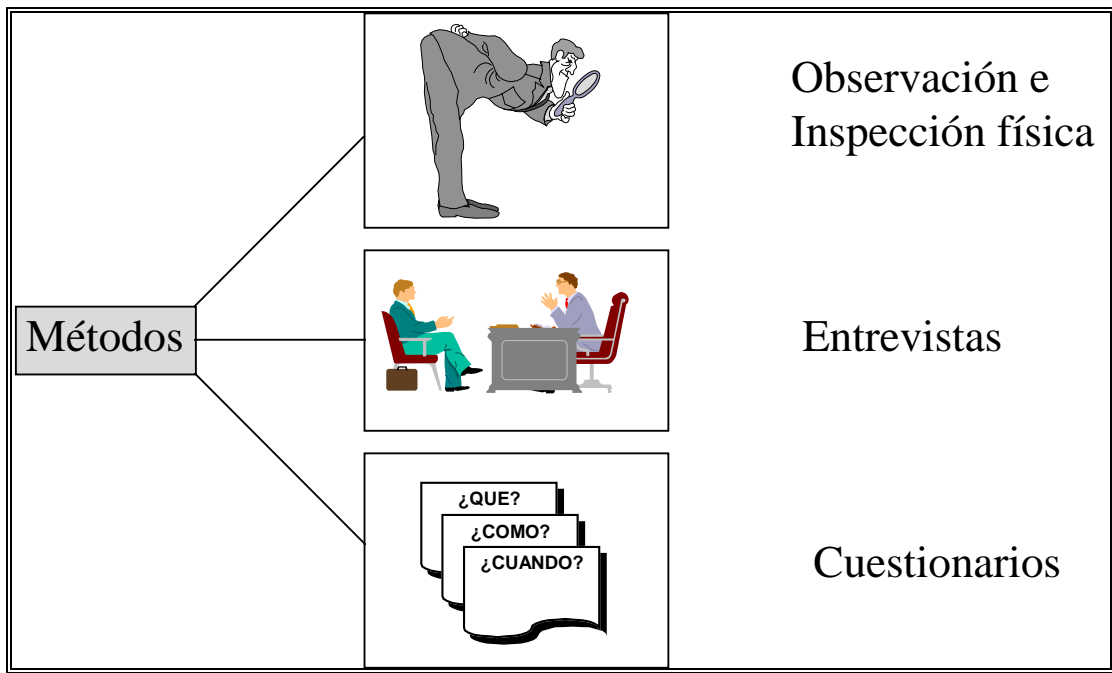 Métodos
Observación e
Inspección física
Entrevistas
¿QUE?
¿COMO?
¿CUANDO?
Cuestionarios